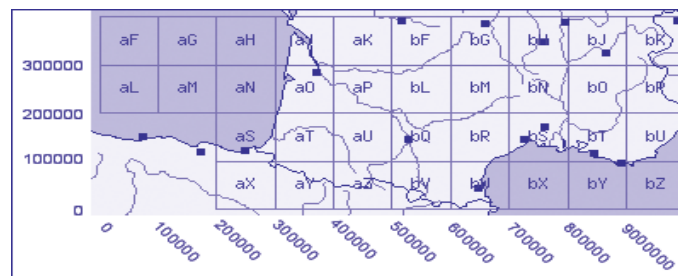 aF aG aH aJ aK bF bG bH bJ bK
300000
aL aM aN aO aP bL bM bN bO bP
200000
aS aT aU bQ bR bS bT bU
100000
aX aY aZ bV bW bX bY bZ
0
0 100000 200000 300000 400000 500000 600000 700000 800000 9000000